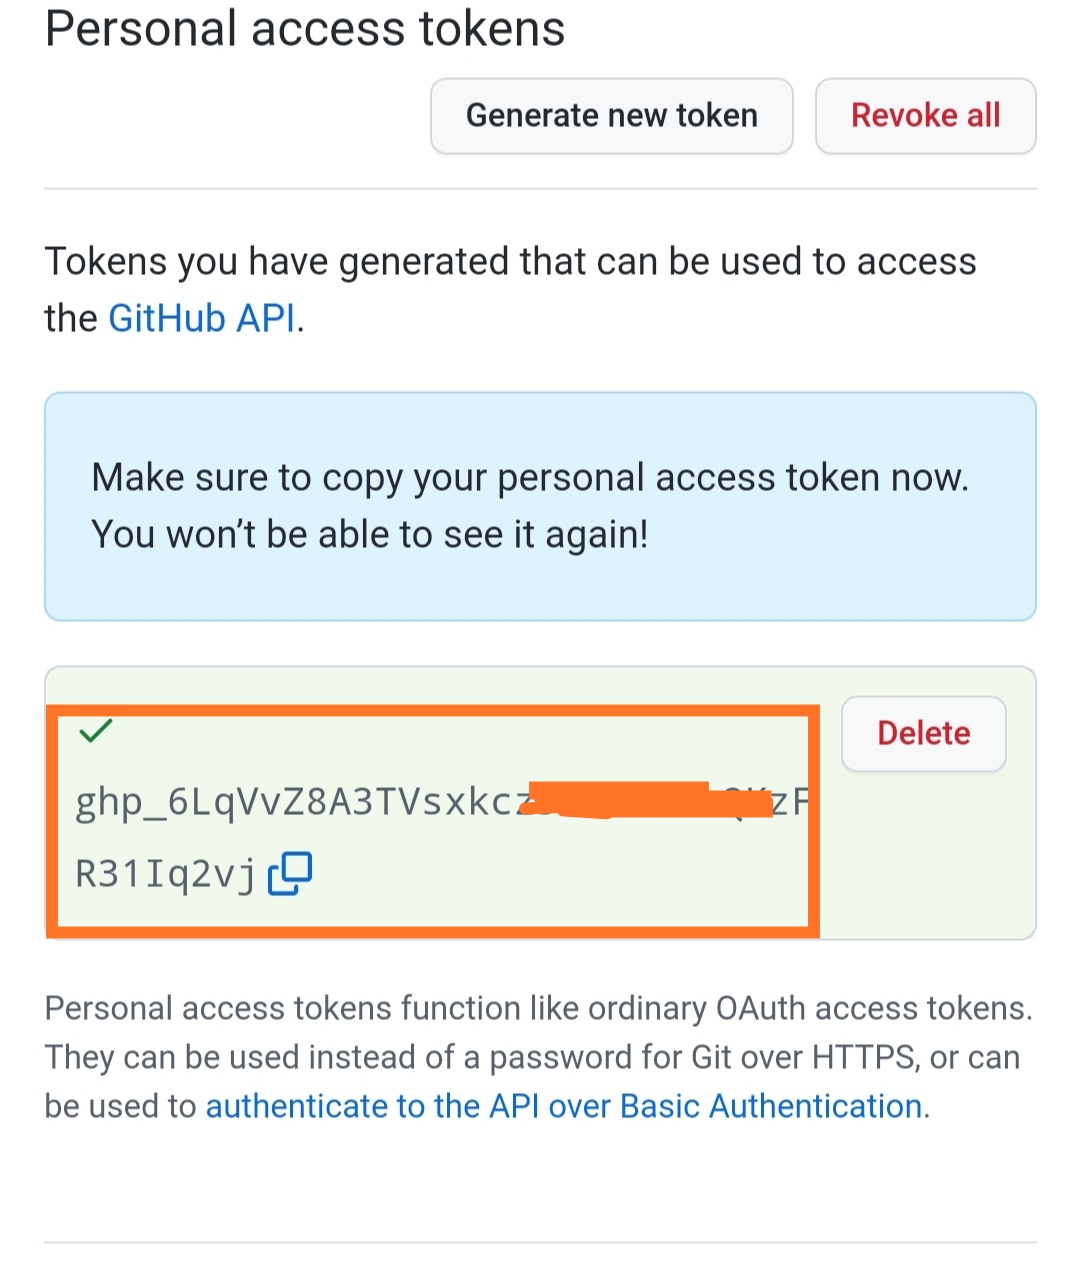 Personal access tokens
Generate new token Revoke all
Tokens you have generated that can be used to access
the GitHub API.
Make sure to copy your personal access token now.
You won’t be able to see it again!
Delete
ghp_6LqVvZ8A3TVsxkc zF
R31Iq2vj
Personal access tokens function like ordinary OAuth access tokens.
They can be used instead of a password for Git over HTTPS, or can
be used to authenticate to the API over Basic Authentication.